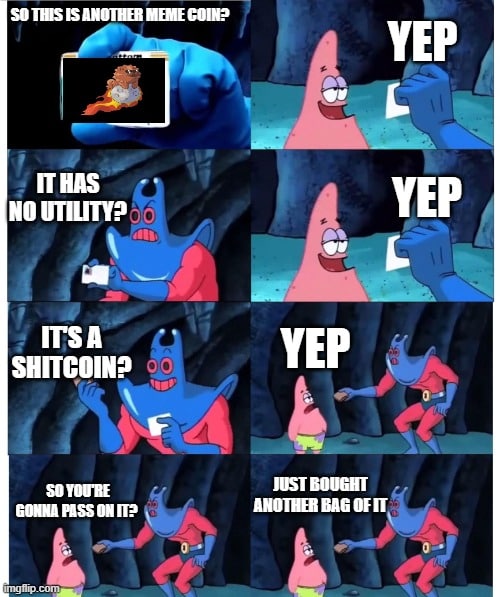 SO THIS IS ANOTHER MEME COIN?
YEP
IT HAS
NO UTILITY?
YEP
IT'S A
SHITCOIN?
YEP
SO YOU'RE
GONNA PASS ON IT?
JUST BOUGHT
ANOTHER BAG OF IT
imgflip.com